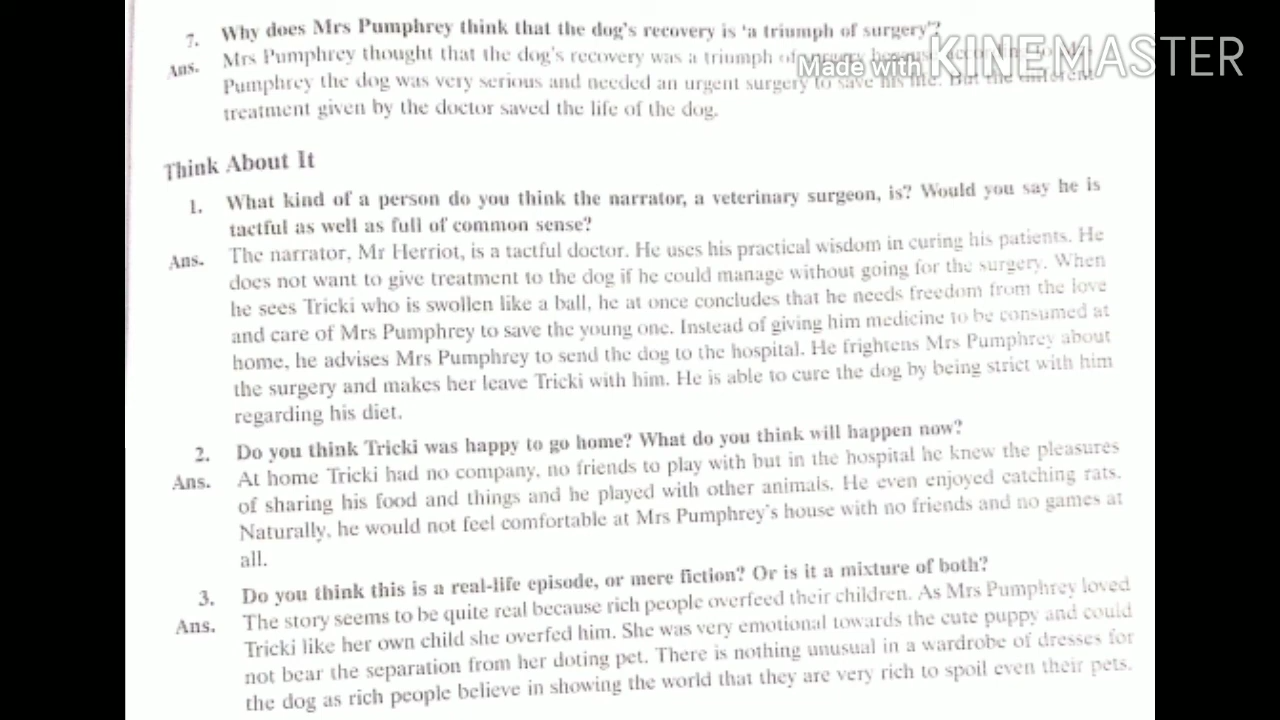 7. Why does Mrs Pumphrey think that the dog's recovery is 'a triumph of surgery'?
Ans. Mrs Pumphrey thought that the dog's recovery was a triumph of
Made with KINEMASTER
Pumphrey the dog was very serious and needed an urgent surgery to save his life. But the different
treatment given by the doctor saved the life of the dog.
Think About It
1. What kind of a person do you think the narrator, a veterinary surgeon, is? Would you say he is
tactful as well as full of common sense?
Ans. The narrator, Mr Herriot, is a tactful doctor. He uses his practical wisdom in curing his patients. He
does not want to give treatment to the dog if he could manage without going for the surgery. When
he sees Tricki who is swollen like a ball, he at once concludes that he needs freedom from the love
and care of Mrs Pumphrey to save the young one. Instead of giving him medicine to be consumed at
home, he advises Mrs Pumphrey to send the dog to the hospital. He frightens Mrs Pumphrey about
the surgery and makes her leave Tricki with him. He is able to cure the dog by being strict with him
regarding his diet.
2. Do you think Tricki was happy to go home? What do you think will happen now?
Ans. At home Tricki had no company, no friends to play with but in the hospital he knew the pleasures
of sharing his food and things and he played with other animals. He even enjoyed catching rats.
Naturally, he would not feel comfortable at Mrs Pumphrey's house with no friends and no games at
all.
3. Do you think this is a real-life episode, or mere fiction? Or is it a mixture of both?
Ans. The story seems to be quite real because rich people overfeed their children. As Mrs Pumphrey loved
Tricki like her own child she overfed him. She was very emotional towards the cute puppy and could
not bear the separation from her doting pet. There is nothing unusual in a wardrobe of dresses for
the dog as rich people believe in showing the world that they are very rich to spoil even their pets.